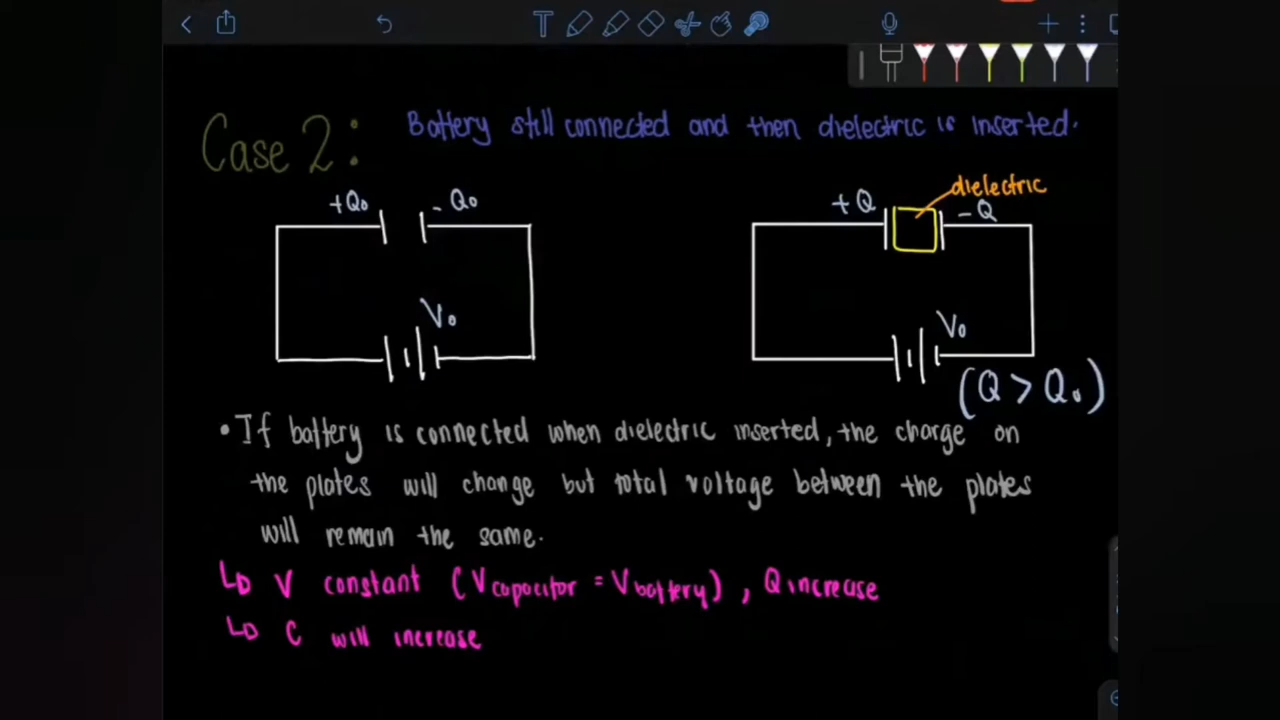 Case 2: Battery still connected and then dielectric is inserted.
+Q₀ -Q₀
V₀
dielectric
+Q -Q
V₀
(Q > Q₀)
• If battery is connected when dielectric inserted, the charge on
the plates will change but total voltage between the plates
will remain the same.
↳ V constant (Vcapacitor = Vbattery), Q increase
↳ C will increase